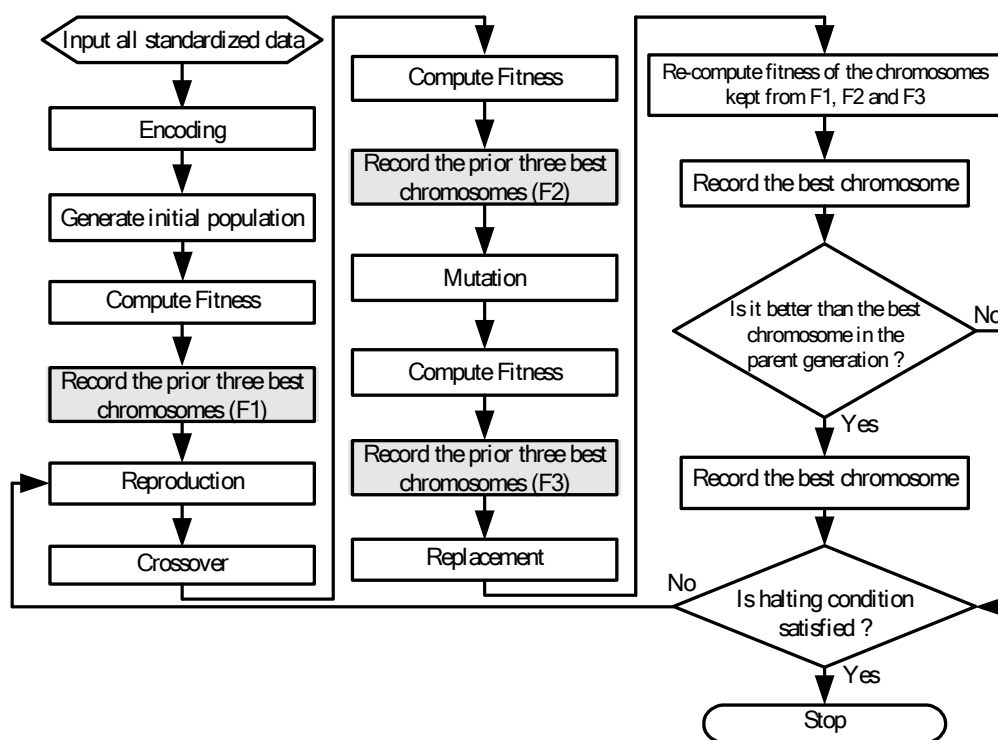 Input all standardized data
Encoding
Generate initial population
Compute Fitness
Record the prior three best
chromosomes (F1)
Reproduction
Crossover
Compute Fitness
Record the prior three best
chromosomes (F2)
Mutation
Compute Fitness
Record the prior three best
chromosomes (F3)
Replacement
Re-compute fitness of the chromosomes
kept from F1, F2 and F3
Record the best chromosome
Is it better than the best
chromosome in the
parent generation ?
No
Yes
Record the best chromosome
No
Is halting condition
satisfied ?
Yes
Stop